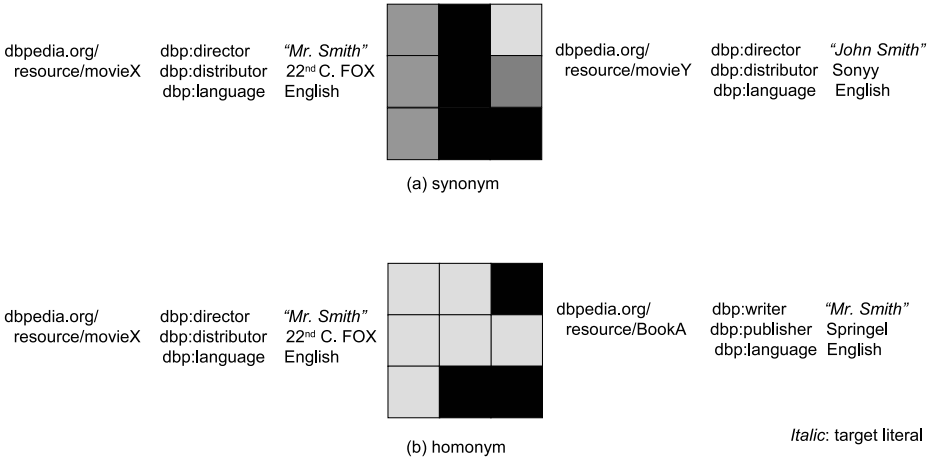 dbpedia.org/ dbp:director “Mr. Smith” dbpedia.org/ dbp:director “John Smith”
resource/movieX dbp:distributor 22nd C. FOX resource/movieY dbp:distributor Sonyy
dbp:language English dbp:language English
(a) synonym
dbpedia.org/ dbp:director “Mr. Smith” dbpedia.org/ dbp:writer “Mr. Smith”
resource/movieX dbp:distributor 22nd C. FOX resource/BookA dbp:publisher Springel
dbp:language English dbp:language English
(b) homonym
Italic: target literal